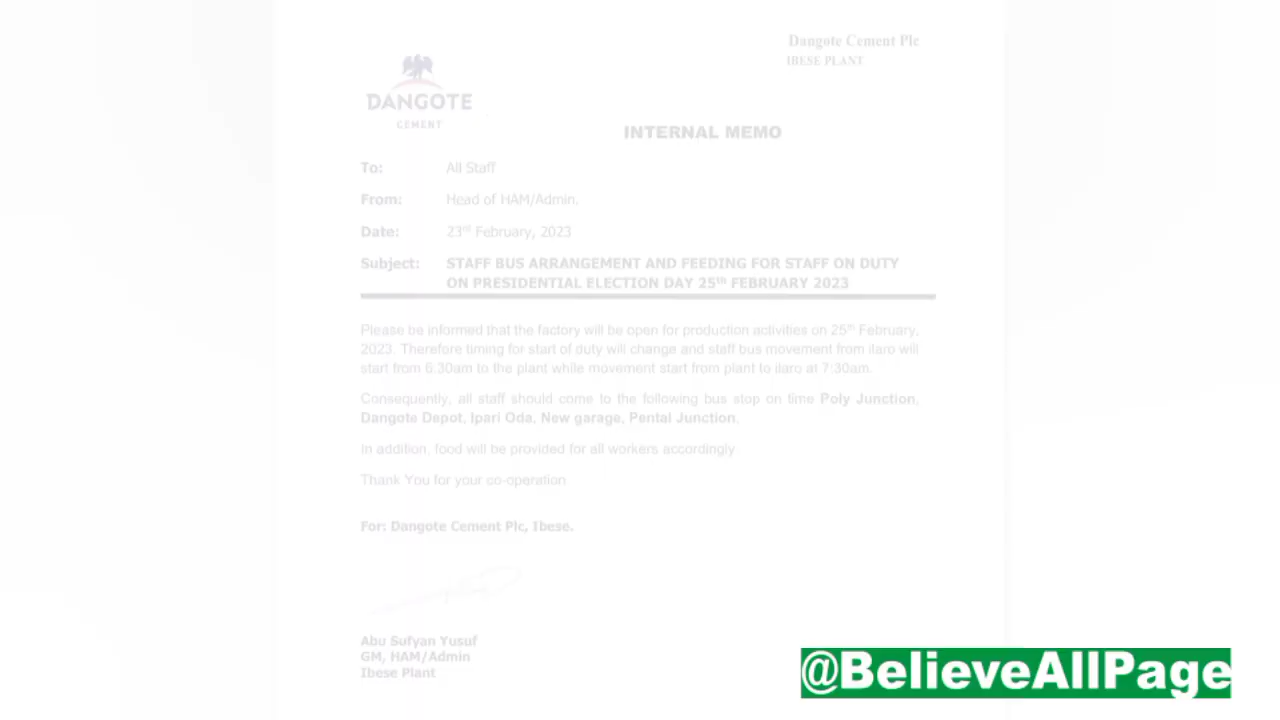 Dangote Cement Plc
IBESE PLANT
DANGOTE
CEMENT
INTERNAL MEMO
To: All Staff
From: Head of HAM/Admin.
Date: 23rd February, 2023
Subject: STAFF BUS ARRANGEMENT AND FEEDING FOR STAFF ON DUTY
ON PRESIDENTIAL ELECTION DAY 25th FEBRUARY 2023
Please be informed that the factory will be open for production activities on 25th February,
2023. Therefore timing for start of duty will change and staff bus movement from ilaro will
start from 6.30am to the plant while movement start from plant to ilaro at 7:30am.
Consequently, all staff should come to the following bus stop on time Poly Junction,
Dangote Depot, Ipari Oda, New garage, Pental Junction.
In addition, food will be provided for all workers accordingly
Thank You for your co-operation
For: Dangote Cement Plc, Ibese.
Abu Sufyan Yusuf
GM, HAM/Admin
Ibese Plant
@BelieveAllPage